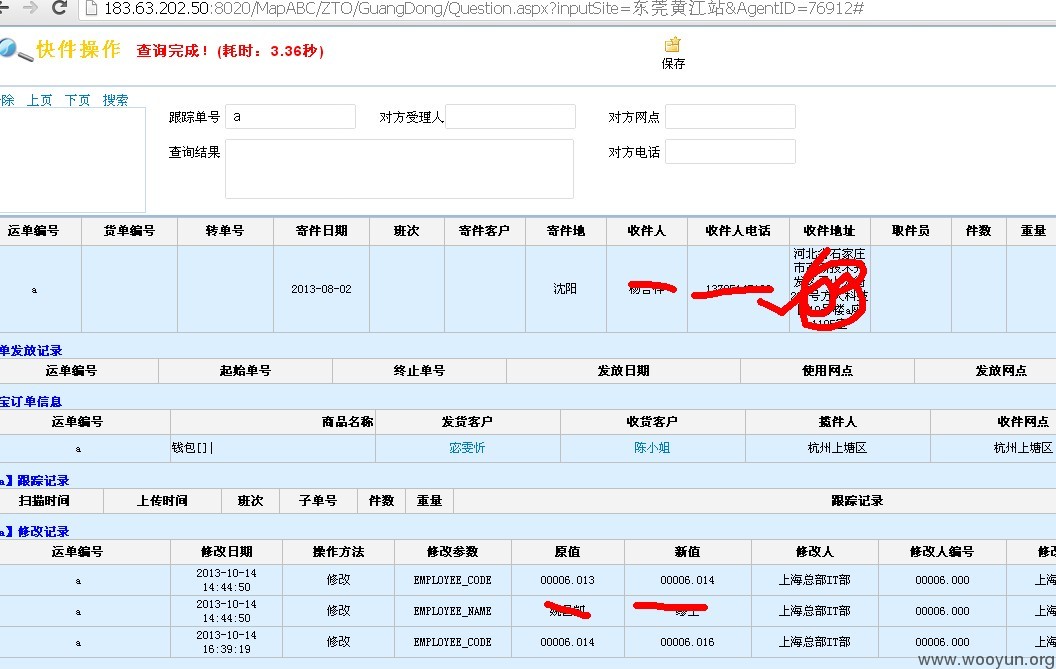 183.63.202.50:8020/MapABC/ZTO/GuangDong/Question.aspx?inputSite=东莞黄江站&AgentID=76912#
快件操作 查询完成！(耗时：3.36秒) 保存
除 上页 下页 搜索
跟踪单号 a 对方受理人 对方网点
查询结果 对方电话
运单编号 货单编号 转单号 寄件日期 班次 寄件客户 寄件地 收件人 收件人电话 收件地址 取件员 件数 重量
a 2013-08-02 沈阳
河北省石家庄
单发放记录
运单编号 起始单号 终止单号 发放日期 使用网点 发放网点
宝订单信息
运单编号 商品名称 发货客户 收货客户 揽件人 收件网点
a 钱包[]| 宓雯忻 陈小姐 杭州上塘区 杭州上塘区
a】跟踪记录
扫描时间 上传时间 班次 子单号 件数 重量 跟踪记录
a】修改记录
运单编号 修改日期 操作方法 修改参数 原值 新值 修改人 修改人编号 修改
a 2013-10-14 14:44:50 修改 EMPLOYEE_CODE 00006.013 00006.014 上海总部IT部 00006.000 上海
a 2013-10-14 14:44:50 修改 EMPLOYEE_NAME 上海总部IT部 00006.000 上海
a 2013-10-14 16:39:19 修改 EMPLOYEE_CODE 00006.014 00006.016 上海总部IT部 00006.000 上海
www.wooyun.org